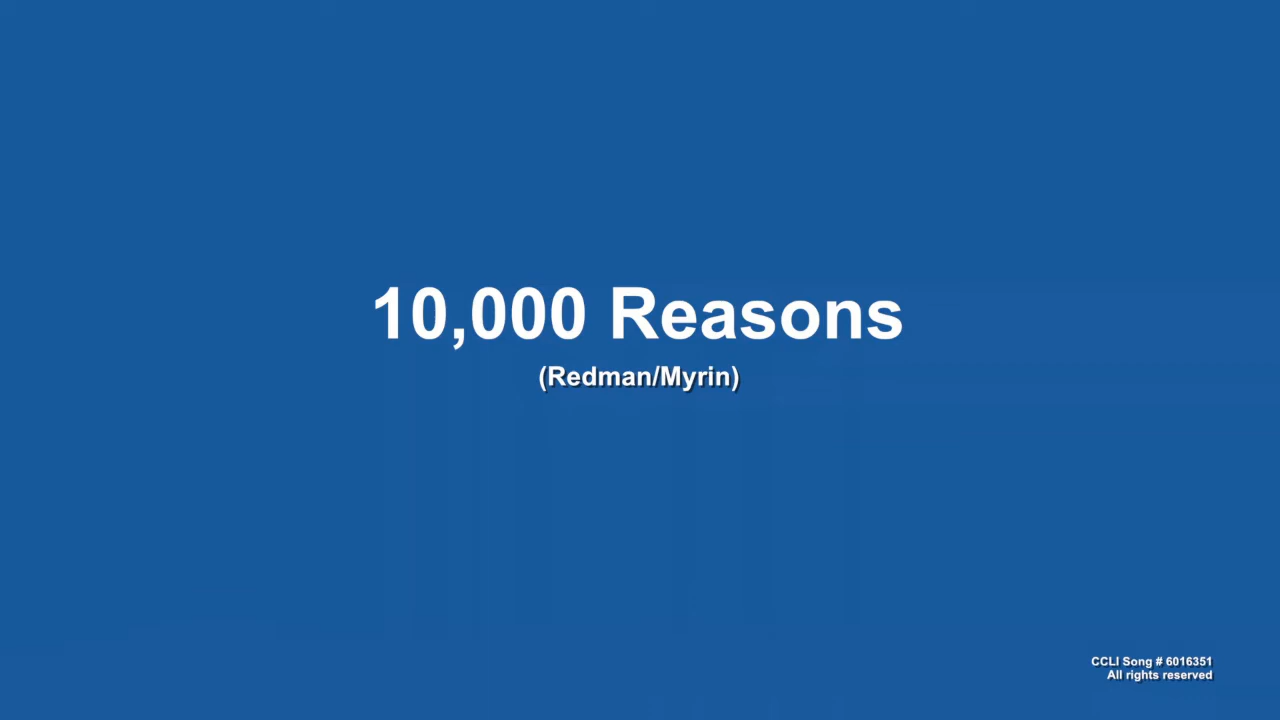 10,000 Reasons
(Redman/Myrin)
CCLI Song # 6016351
All rights reserved